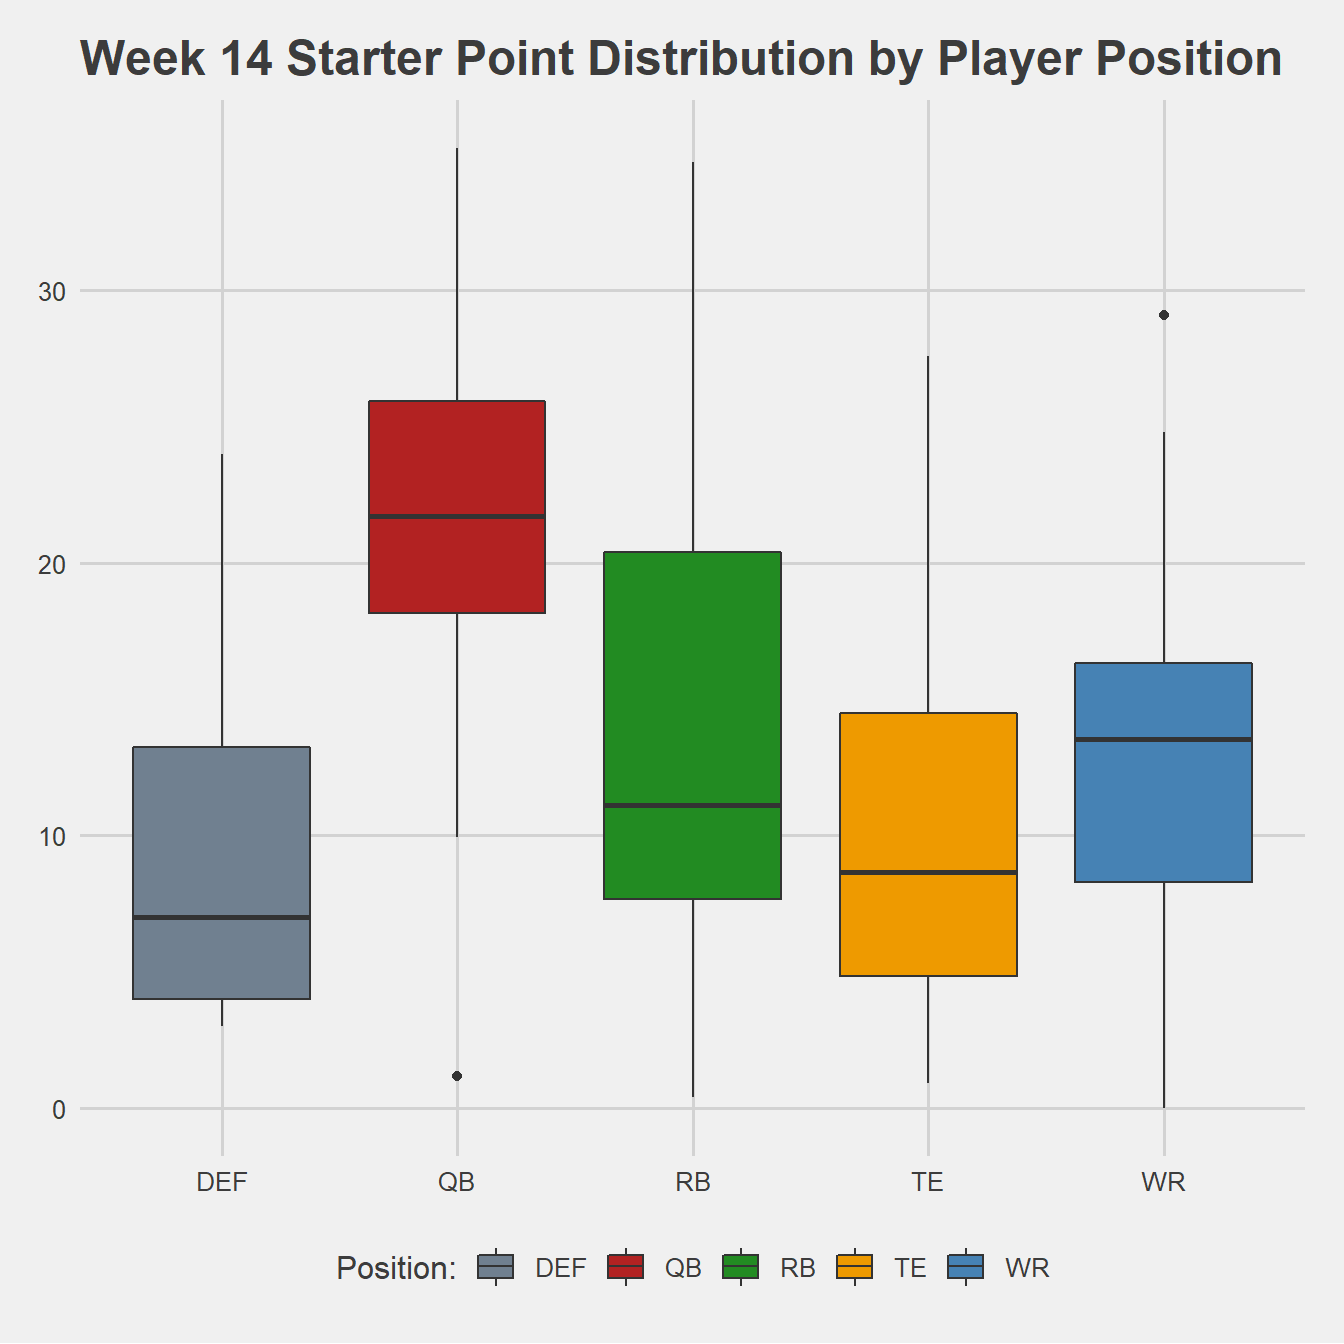 Week 14 Starter Point Distribution by Player Position
30
20
10
0
DEF QB RB TE WR
Position: DEF QB RB TE WR